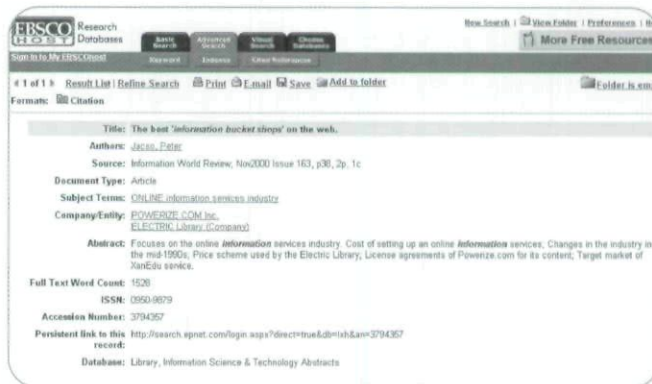 EBSCO Research
HOST Databases
New Search | View Folder | Preferences |
Basic Search Advanced Search Visual Search Choose Databases
More Free Resources
Sign In to My EBSCOhost
Keyword
1 of 1 Result List | Refine Search Print E-mail Save Add to folder
Folder is em
Formats: Citation
Title: The best 'information bucket shops' on the web.
Authors: Jacso, Peter
Source: Information World Review; Nov2000 Issue 163, p38, 2p, 1c
Document Type: Article
Subject Terms: ONLINE information services industry
Company/Entity: POWERIZE.COM Inc.
ELECTRIC Library (Company)
Abstract: Focuses on the online information services industry. Cost of setting up an online information services; Changes in the industry in
the mid-1990s; Price scheme used by the Electric Library; License agreements of Powerize.com for its content; Target market of
XanEdu service.
Full Text Word Count: 1528
ISSN: 0950-9879
Accession Number: 3794357
Persistent link to this http://search.epnet.com/login.aspx?direct=true&db=lxh&an=3794357
record:
Database: Library, Information Science & Technology Abstracts